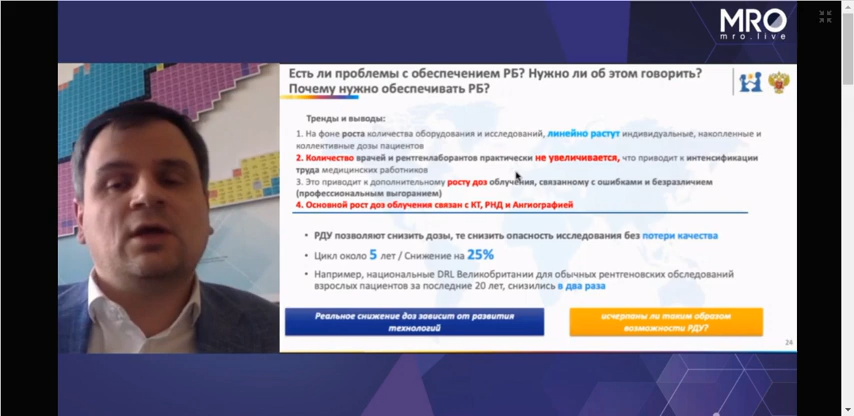 MRO
mro.live
Есть ли проблемы с обеспечением РБ? Нужно ли об этом говорить?
Почему нужно обеспечивать РБ?
Тренды и выводы:
1. На фоне роста количества оборудования и исследований, линейно растут индивидуальные, накопленные и
коллективные дозы пациентов
2. Количество врачей и рентгенлаборантов практически не увеличивается, что приводит к интенсификации
труда медицинских работников
3. Это приводит к дополнительному росту доз облучения, связанному с ошибками и безразличием
(профессиональным выгоранием)
4. Основной рост доз облучения связан с КТ, РНД и Ангиографией
• РДУ позволяют снизить дозы, те снизить опасность исследования без потери качества
• Цикл около 5 лет / Снижение на 25%
• Например, национальные DRL Великобритании для обычных рентгеновских обследований
взрослых пациентов за последние 20 лет, снизились в два раза
Реальное снижение доз зависит от развития
технологий
исчерпаны ли таким образом
возможности РДУ?
24